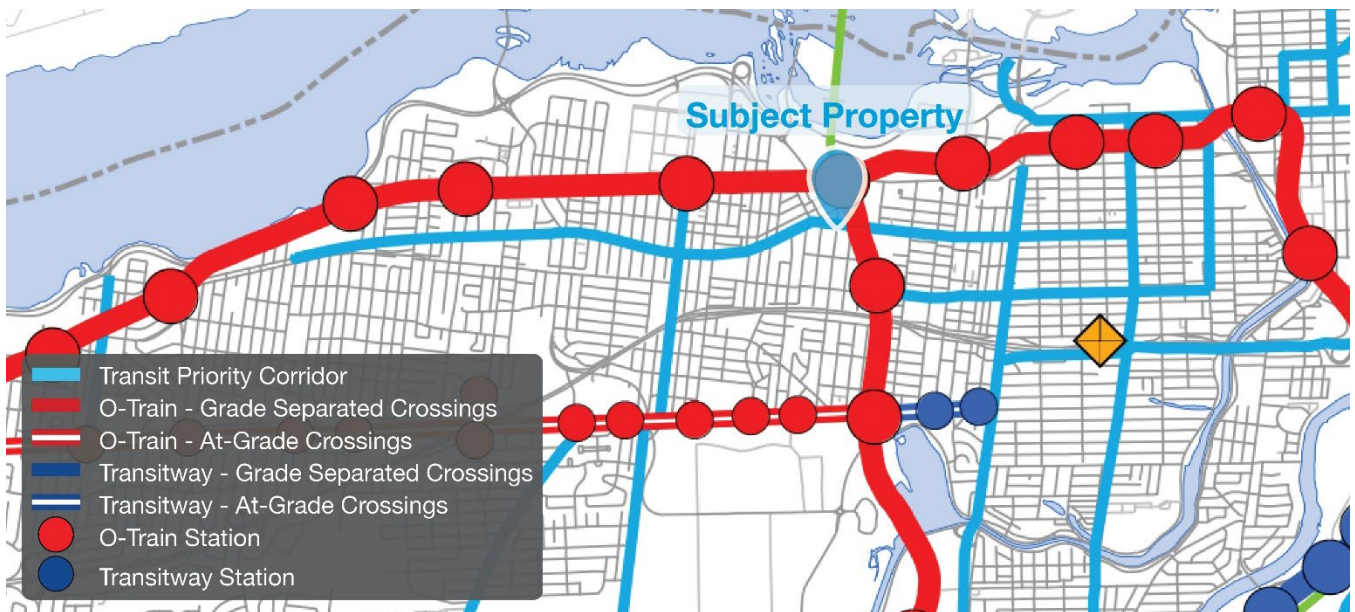 Subject Property
Transit Priority Corridor
O-Train - Grade Separated Crossings
O-Train - At-Grade Crossings
Transitway - Grade Separated Crossings
Transitway - At-Grade Crossings
O-Train Station
Transitway Station